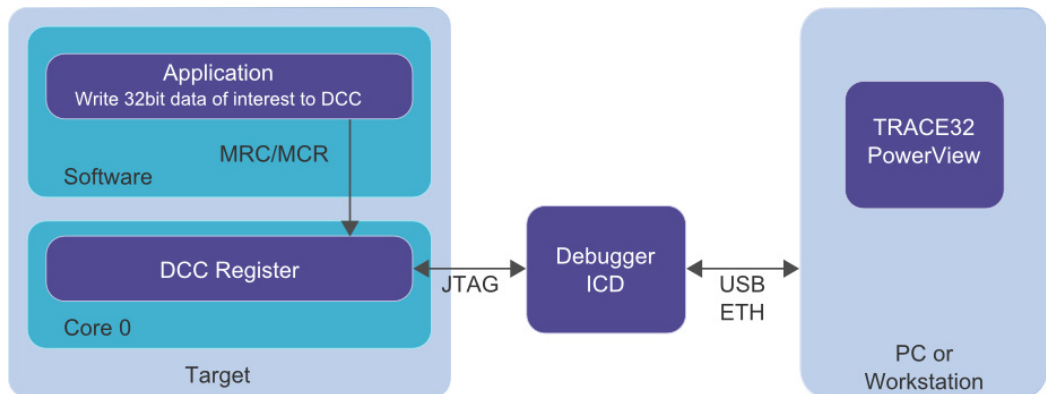 Application
Write 32bit data of interest to DCC
MRC/MCR
Software
DCC Register
Core 0
Target
JTAG
Debugger
ICD
USB
ETH
TRACE32
PowerView
PC or
Workstation